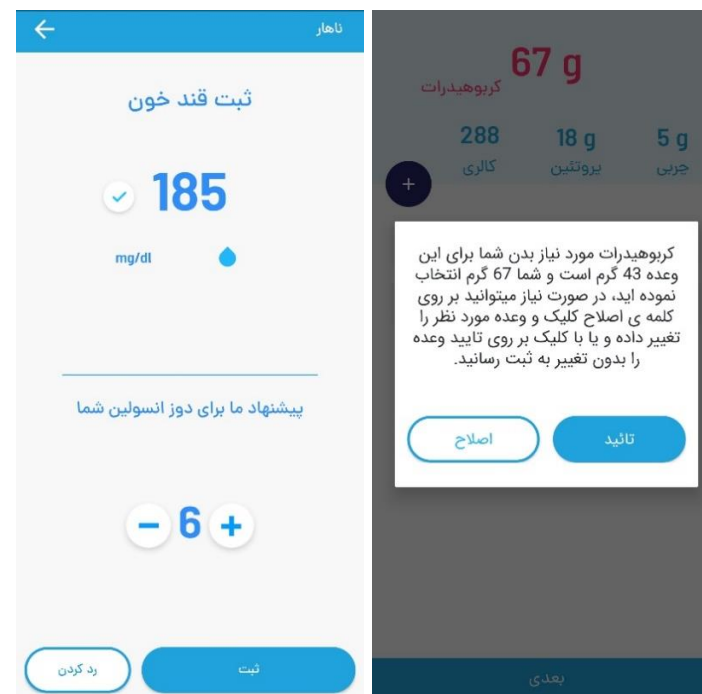 ناهار
ثبت قند خون
185
mg/dl
پیشنهاد ما برای دوز انسولین شما
− 6 +
ثبت
رد کردن
67 g
کربوهیدرات
5 g
چربی
18 g
پروتئین
288
کالری
+
کربوهیدرات مورد نیاز بدن شما برای این
وعده 43 گرم است و شما 67 گرم انتخاب
نموده اید، در صورت نیاز میتوانید بر روی
کلمه ی اصلاح کلیک و وعده مورد نظر را
تغییر داده و یا با کلیک بر روی تایید وعده
را بدون تغییر به ثبت رسانید.
تائید
اصلاح
بعدی